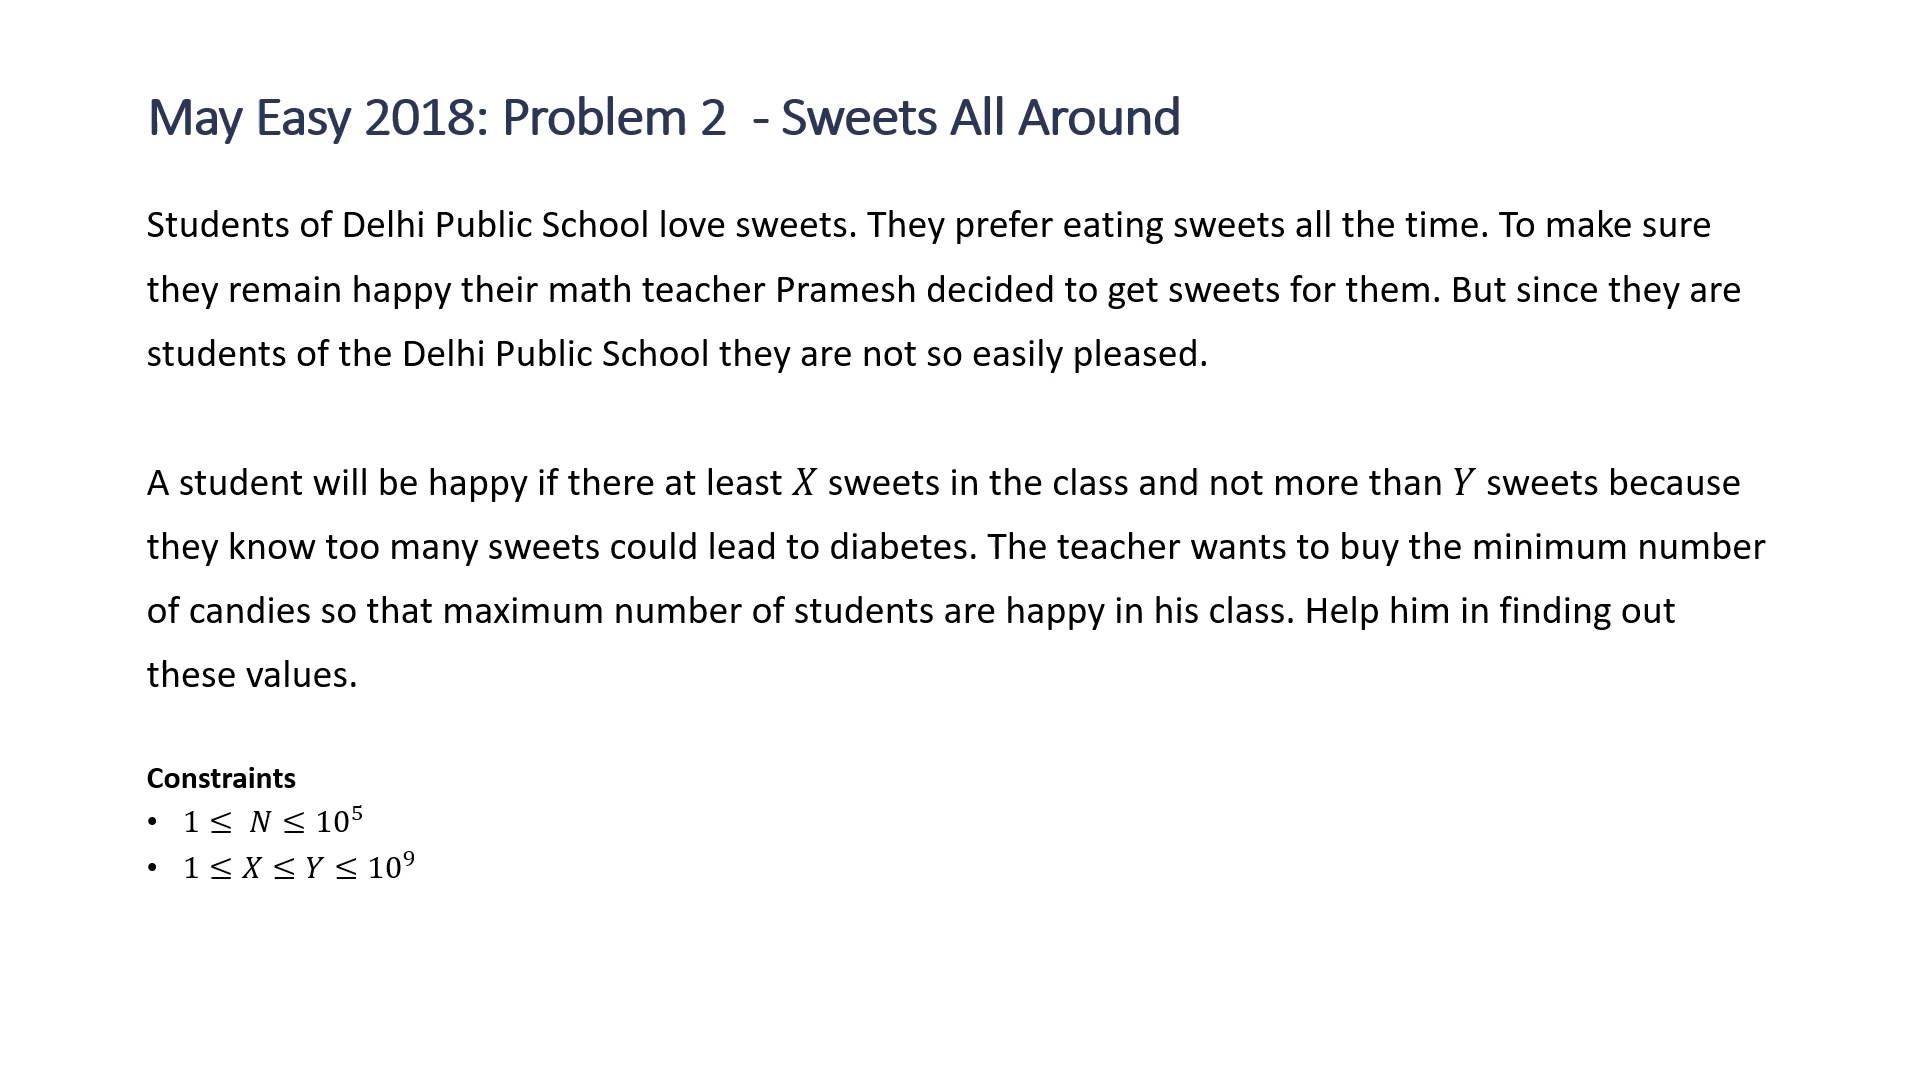 May Easy 2018: Problem 2  - Sweets All Around
Students of Delhi Public School love sweets. They prefer eating sweets all the time. To make sure
they remain happy their math teacher Pramesh decided to get sweets for them. But since they are
students of the Delhi Public School they are not so easily pleased.
A student will be happy if there at least X sweets in the class and not more than Y sweets because
they know too many sweets could lead to diabetes. The teacher wants to buy the minimum number
of candies so that maximum number of students are happy in his class. Help him in finding out
these values.
Constraints
• 1 ≤ N ≤ 10⁵
• 1 ≤ X ≤ Y ≤ 10⁹